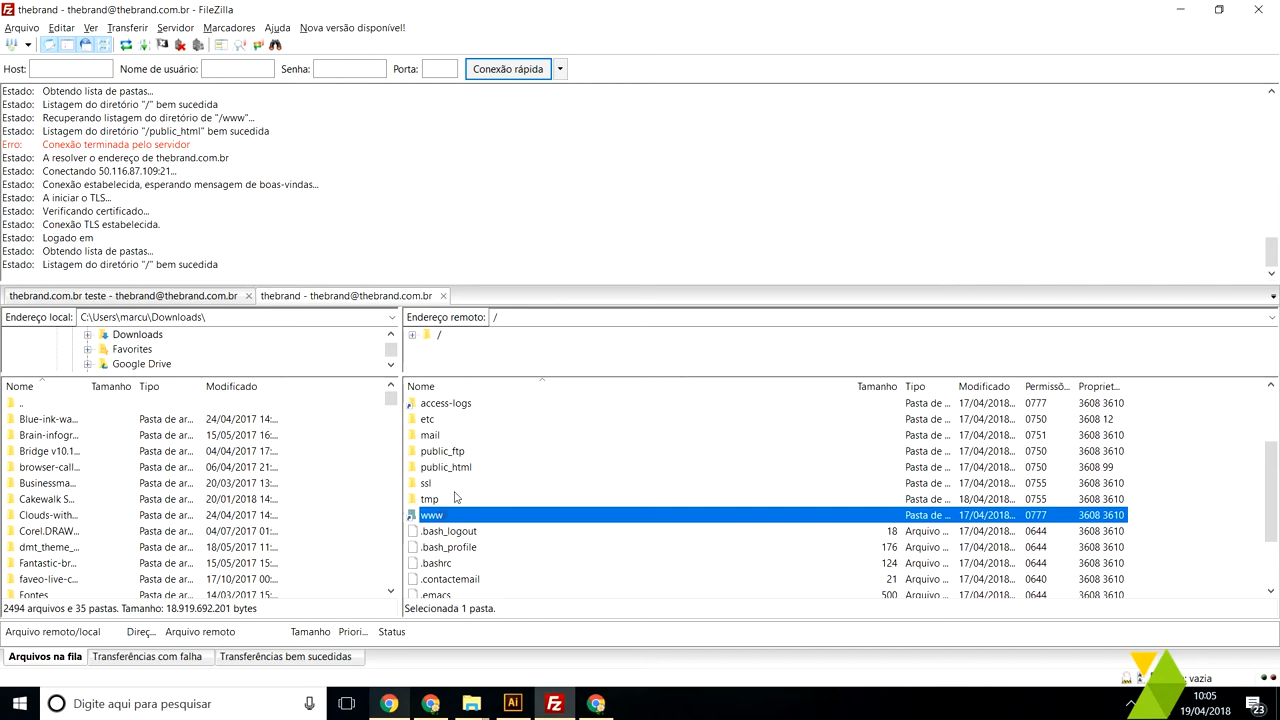 thebrand - thebrand@thebrand.com.br - FileZilla
Arquivo Editar Ver Transferir Servidor Marcadores Ajuda Nova versão disponível!
Host: Nome de usuário: Senha: Porta: Conexão rápida
Estado: Obtendo lista de pastas...
Estado: Listagem do diretório "/" bem sucedida
Estado: Recuperando listagem do diretório de "/www"...
Estado: Listagem do diretório "/public_html" bem sucedida
Erro: Conexão terminada pelo servidor
Estado: A resolver o endereço de thebrand.com.br
Estado: Conectando 50.116.87.109:21...
Estado: Conexão estabelecida, esperando mensagem de boas-vindas...
Estado: A iniciar o TLS...
Estado: Verificando certificado...
Estado: Conexão TLS estabelecida.
Estado: Logado em
Estado: Obtendo lista de pastas...
Estado: Listagem do diretório "/" bem sucedida
thebrand.com.br teste - thebrand@thebrand.com.br thebrand - thebrand@thebrand.com.br
Endereço local: C:\Users\marcu\Downloads\
Downloads
Favorites
Google Drive
Nome Tamanho Tipo Modificado
..
Blue-ink-wa... Pasta de ar... 24/04/2017 14:...
Brain-infogr... Pasta de ar... 15/05/2017 16:...
Bridge v10.1... Pasta de ar... 04/04/2017 17:...
browser-call... Pasta de ar... 06/04/2017 21:...
Businessma... Pasta de ar... 20/03/2017 13:...
Cakewalk S... Pasta de ar... 20/01/2018 14:...
Clouds-with... Pasta de ar... 24/04/2017 14:...
Corel.DRAW... Pasta de ar... 04/07/2017 01:...
dmt_theme_... Pasta de ar... 18/05/2017 11:...
Fantastic-br... Pasta de ar... 15/05/2017 15:...
faveo-live-c... Pasta de ar... 17/10/2017 00:...
Fontes Pasta de ar... 14/03/2017 15:...
2494 arquivos e 35 pastas. Tamanho: 18.919.692.201 bytes
Endereço remoto: /
/
Nome Tamanho Tipo Modificado Permissõ... Propriet...
access-logs Pasta de ... 17/04/2018... 0777 3608 3610
etc Pasta de ... 17/04/2018... 0750 3608 12
mail Pasta de ... 17/04/2018... 0751 3608 3610
public_ftp Pasta de ... 17/04/2018... 0750 3608 3610
public_html Pasta de ... 17/04/2018... 0750 3608 99
ssl Pasta de ... 17/04/2018... 0755 3608 3610
tmp Pasta de ... 18/04/2018... 0755 3608 3610
www Pasta de ... 17/04/2018... 0777 3608 3610
.bash_logout 18 Arquivo ... 17/04/2018... 0644 3608 3610
.bash_profile 176 Arquivo ... 17/04/2018... 0644 3608 3610
.bashrc 124 Arquivo ... 17/04/2018... 0644 3608 3610
.contactemail 21 Arquivo ... 17/04/2018... 0640 3608 3610
.emacs 500 Arquivo ... 17/04/2018... 0644 3608 3610
Selecionada 1 pasta.
Arquivo remoto/local Direç... Arquivo remoto Tamanho Priori... Status
Arquivos na fila Transferências com falha Transferências bem sucedidas
: vazia
Digite aqui para pesquisar
Ai
Fz
10:05
19/04/2018
23